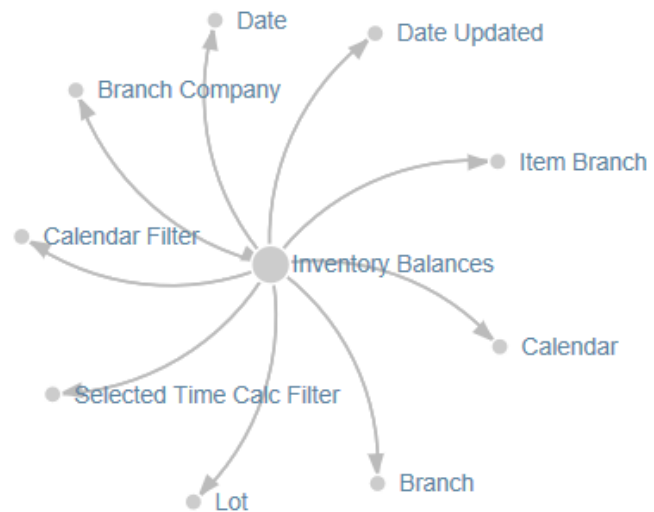 Date
Date Updated
Branch Company
Item Branch
Calendar Filter
Inventory Balances
Calendar
Selected Time Calc Filter
Branch
Lot